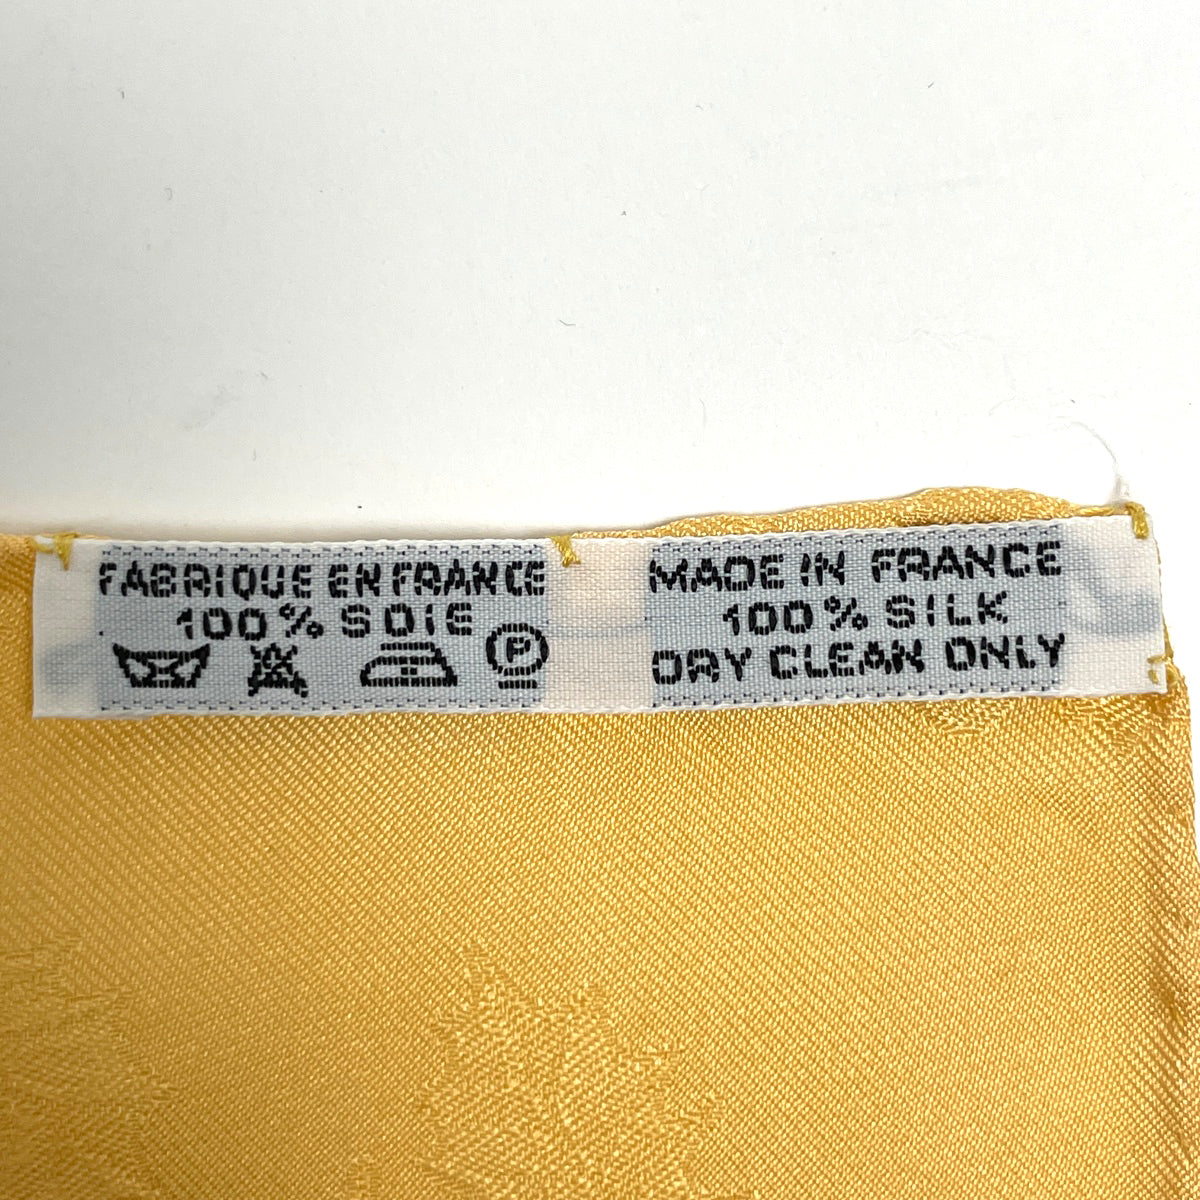 FABRIQUE EN FRANCE
100% SOIE
P
MADE IN FRANCE
100% SILK
DRY CLEAN ONLY